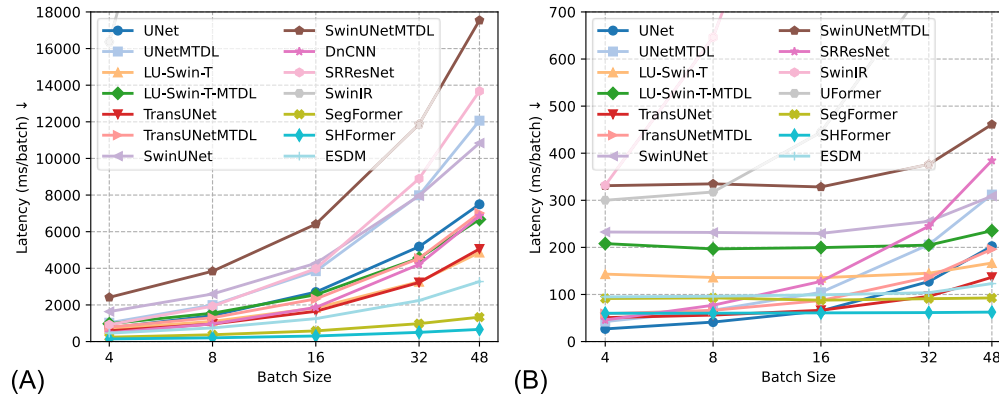 18000
16000
14000
12000
10000
8000
6000
4000
2000
0
Latency (ms/batch) ↓
UNet
UNetMTDL
LU-Swin-T
LU-Swin-T-MTDL
TransUNet
TransUNetMTDL
SwinUNet
SwinUNetMTDL
DnCNN
SRResNet
SwinIR
SegFormer
SHFormer
ESDM
4 8 16 32 48
Batch Size
(A)
700
600
500
400
300
200
100
0
Latency (ms/batch) ↓
UNet
UNetMTDL
LU-Swin-T
LU-Swin-T-MTDL
TransUNet
TransUNetMTDL
SwinUNet
SwinUNetMTDL
SRResNet
SwinIR
UFormer
SegFormer
SHFormer
ESDM
4 8 16 32 48
Batch Size
(B)